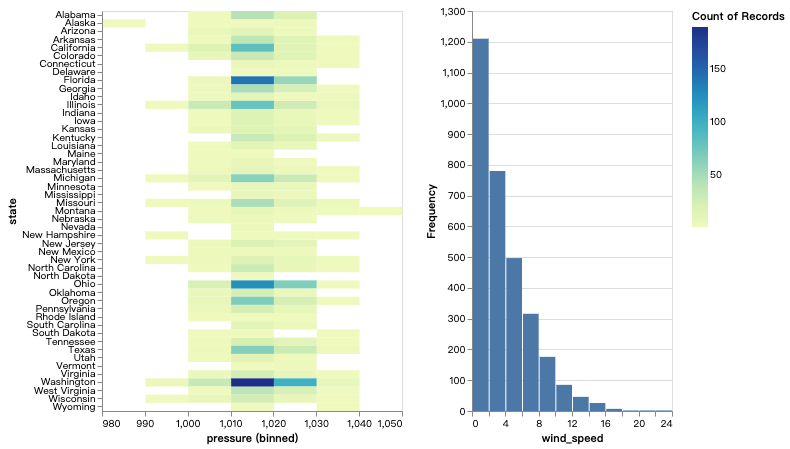 state
Alabama
Alaska
Arizona
Arkansas
California
Colorado
Connecticut
Delaware
Florida
Georgia
Idaho
Illinois
Indiana
Iowa
Kansas
Kentucky
Louisiana
Maine
Maryland
Massachusetts
Michigan
Minnesota
Mississippi
Missouri
Montana
Nebraska
Nevada
New Hampshire
New Jersey
New Mexico
New York
North Carolina
North Dakota
Ohio
Oklahoma
Oregon
Pennsylvania
Rhode Island
South Carolina
South Dakota
Tennessee
Texas
Utah
Vermont
Virginia
Washington
West Virginia
Wisconsin
Wyoming
980 990 1,000 1,010 1,020 1,030 1,040 1,050
pressure (binned)
Frequency
1,300
1,200
1,100
1,000
900
800
700
600
500
400
300
200
100
0
0 4 8 12 16 20 24
wind_speed
Count of Records
150
100
50